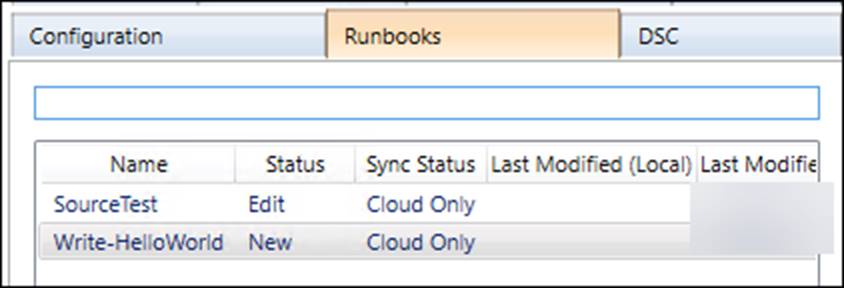 Configuration Runbooks DSC
Name Status Sync Status Last Modified (Local) Last Modifie
SourceTest Edit Cloud Only
Write-HelloWorld New Cloud Only